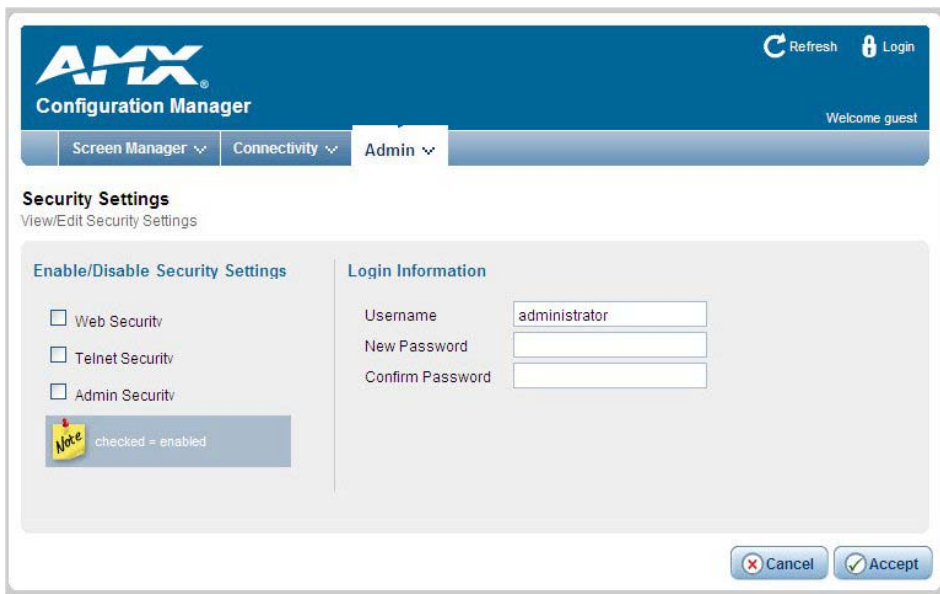 AMX®
Refresh Login
Configuration Manager
Welcome guest
Screen Manager Connectivity Admin
Security Settings
View/Edit Security Settings
Enable/Disable Security Settings
Web Security
Telnet Security
Admin Security
Note checked = enabled
Login Information
Username administrator
New Password
Confirm Password
Cancel Accept